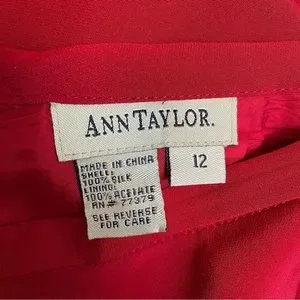 ANN TAYLOR.
12
MADE IN CHINA
SHELL:
100% SILK
LINING:
100% ACETATE
RN# 77379
SEE REVERSE
FOR CARE